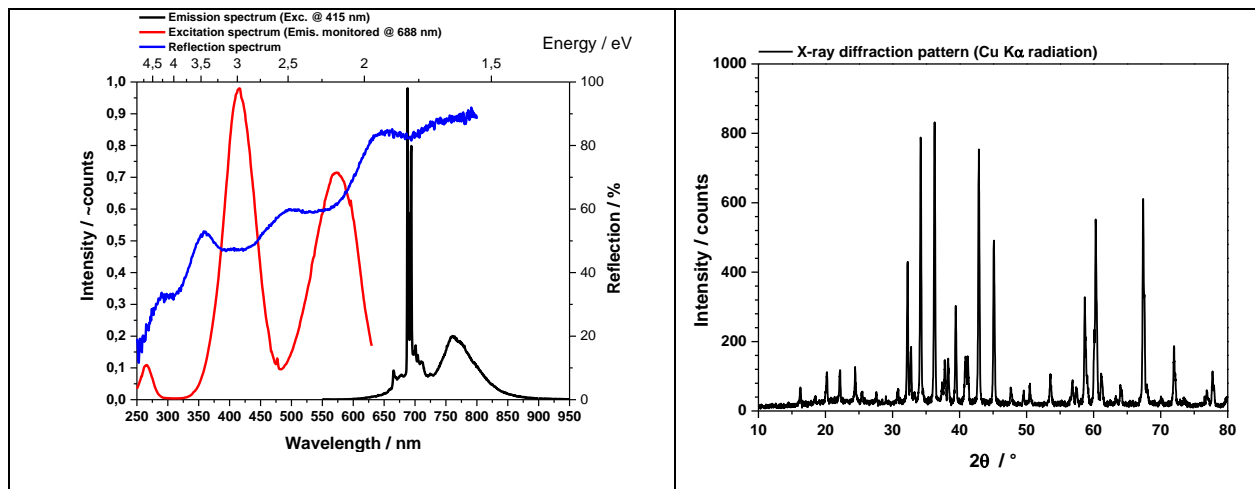 Emission spectrum (Exc. @ 415 nm)
Excitation spectrum (Emis. monitored @ 688 nm)
Reflection spectrum
Energy / eV
4,5 4 3,5 3 2,5 2 1,5
1,0
0,9
0,8
0,7
0,6
0,5
0,4
0,3
0,2
0,1
0,0
Intensity / ~counts
100
80
60
40
20
0
Reflection / %
250 300 350 400 450 500 550 600 650 700 750 800 850 900 950
Wavelength / nm
X-ray diffraction pattern (Cu Kα radiation)
1000
800
600
400
200
0
Intensity / counts
10 20 30 40 50 60 70 80
2θ / °